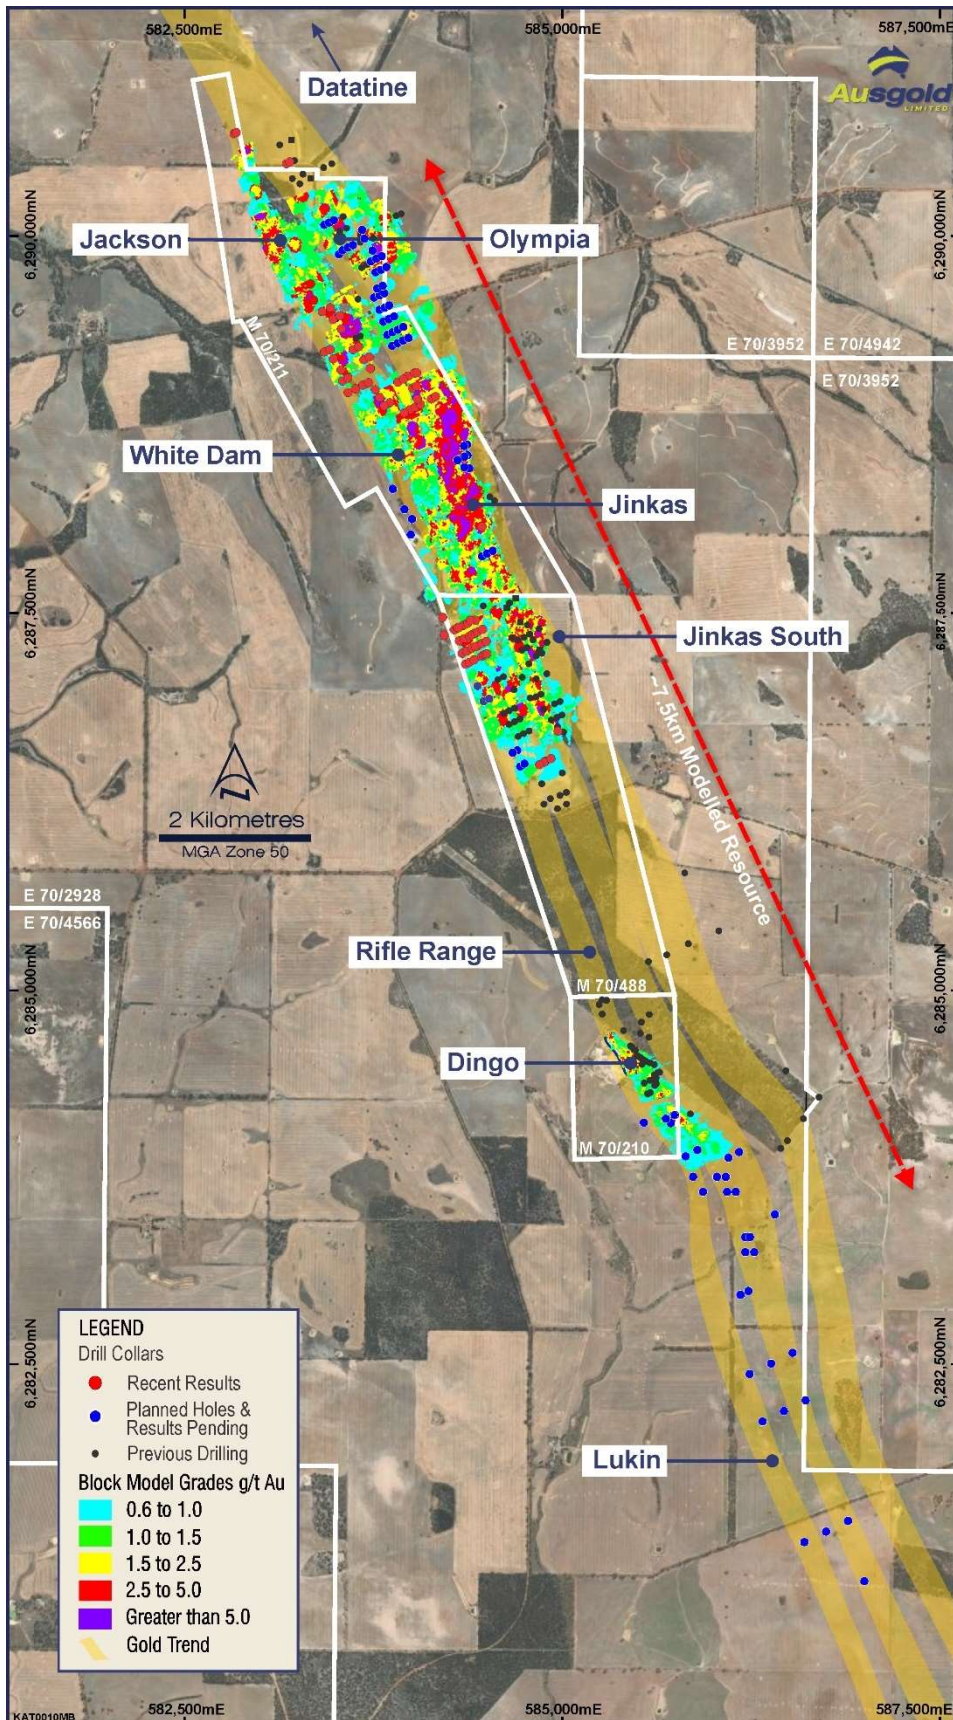 582,500mE
585,000mE
587,500mE
Datatine
Ausgold
LIMITED
Jackson
Olympia
6,290,000mN
6,290,000mN
M 70/211
E 70/3952
E 70/4942
E 70/3952
White Dam
Jinkas
6,287,500mN
6,287,500mN
Jinkas South
~7.5km Modelled Resource
2 Kilometres
MGA Zone 50
E 70/2928
E 70/4566
Rifle Range
M 70/488
6,285,000mN
6,285,000mN
Dingo
M 70/210
LEGEND
Drill Collars
Recent Results
Planned Holes &
Results Pending
Previous Drilling
Block Model Grades g/t Au
0.6 to 1.0
1.0 to 1.5
1.5 to 2.5
2.5 to 5.0
Greater than 5.0
Gold Trend
6,282,500mN
6,282,500mN
Lukin
KAT0010MB
582,500mE
585,000mE
587,500mE